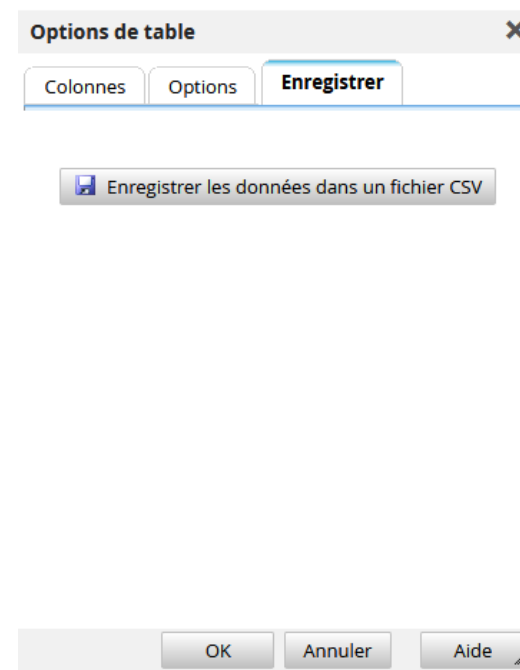 Options de table
Colonnes Options Enregistrer
Enregistrer les données dans un fichier CSV
OK Annuler Aide